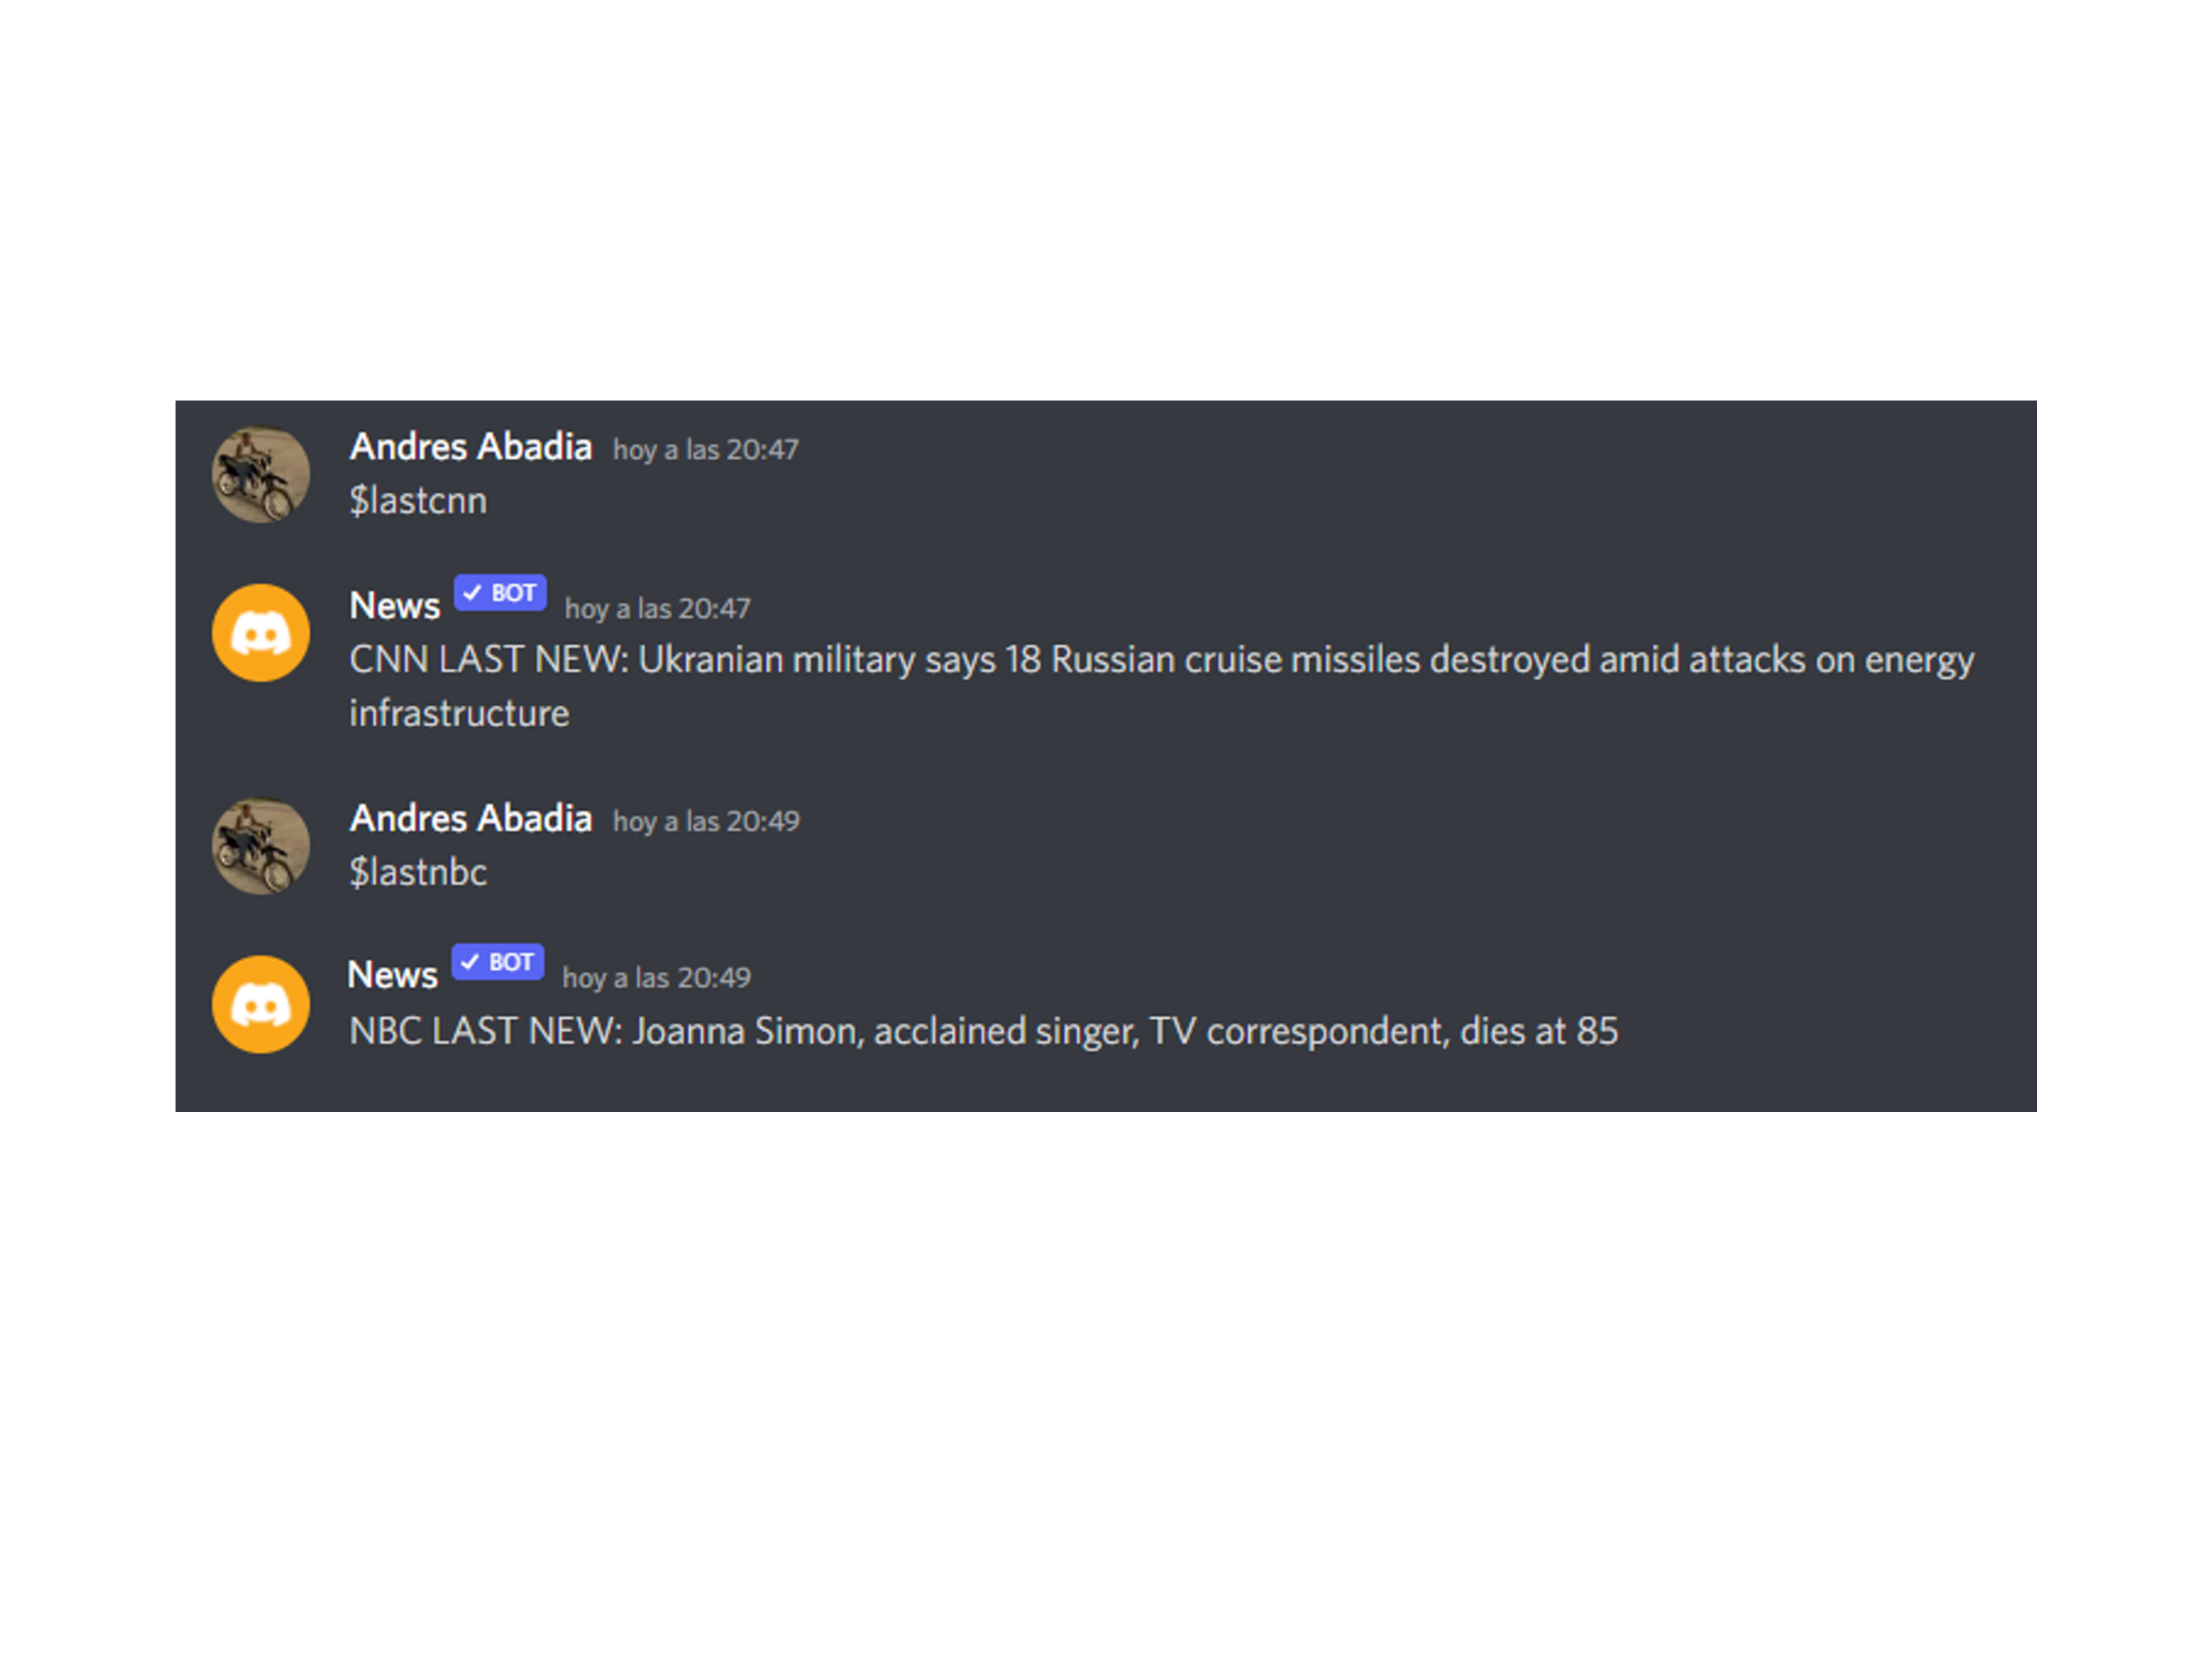 Andres Abadia hoy a las 20:47
$lastcnn
News ✓ BOT hoy a las 20:47
CNN LAST NEW: Ukranian military says 18 Russian cruise missiles destroyed amid attacks on energy
infrastructure
Andres Abadia hoy a las 20:49
$lastnbc
News ✓ BOT hoy a las 20:49
NBC LAST NEW: Joanna Simon, acclained singer, TV correspondent, dies at 85